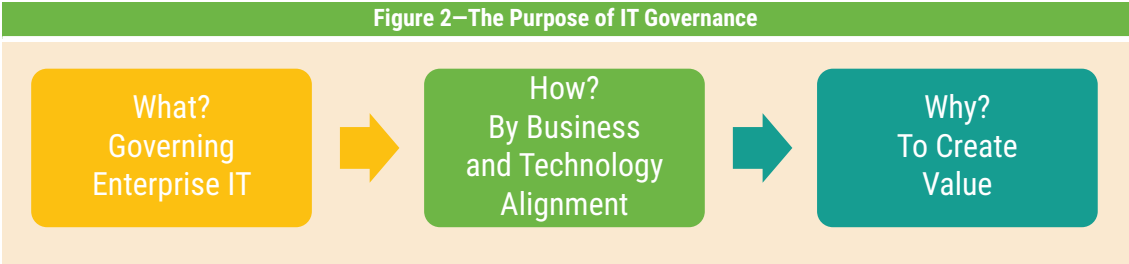 Figure 2—The Purpose of IT Governance
What?
Governing
Enterprise IT
How?
By Business
and Technology
Alignment
Why?
To Create
Value